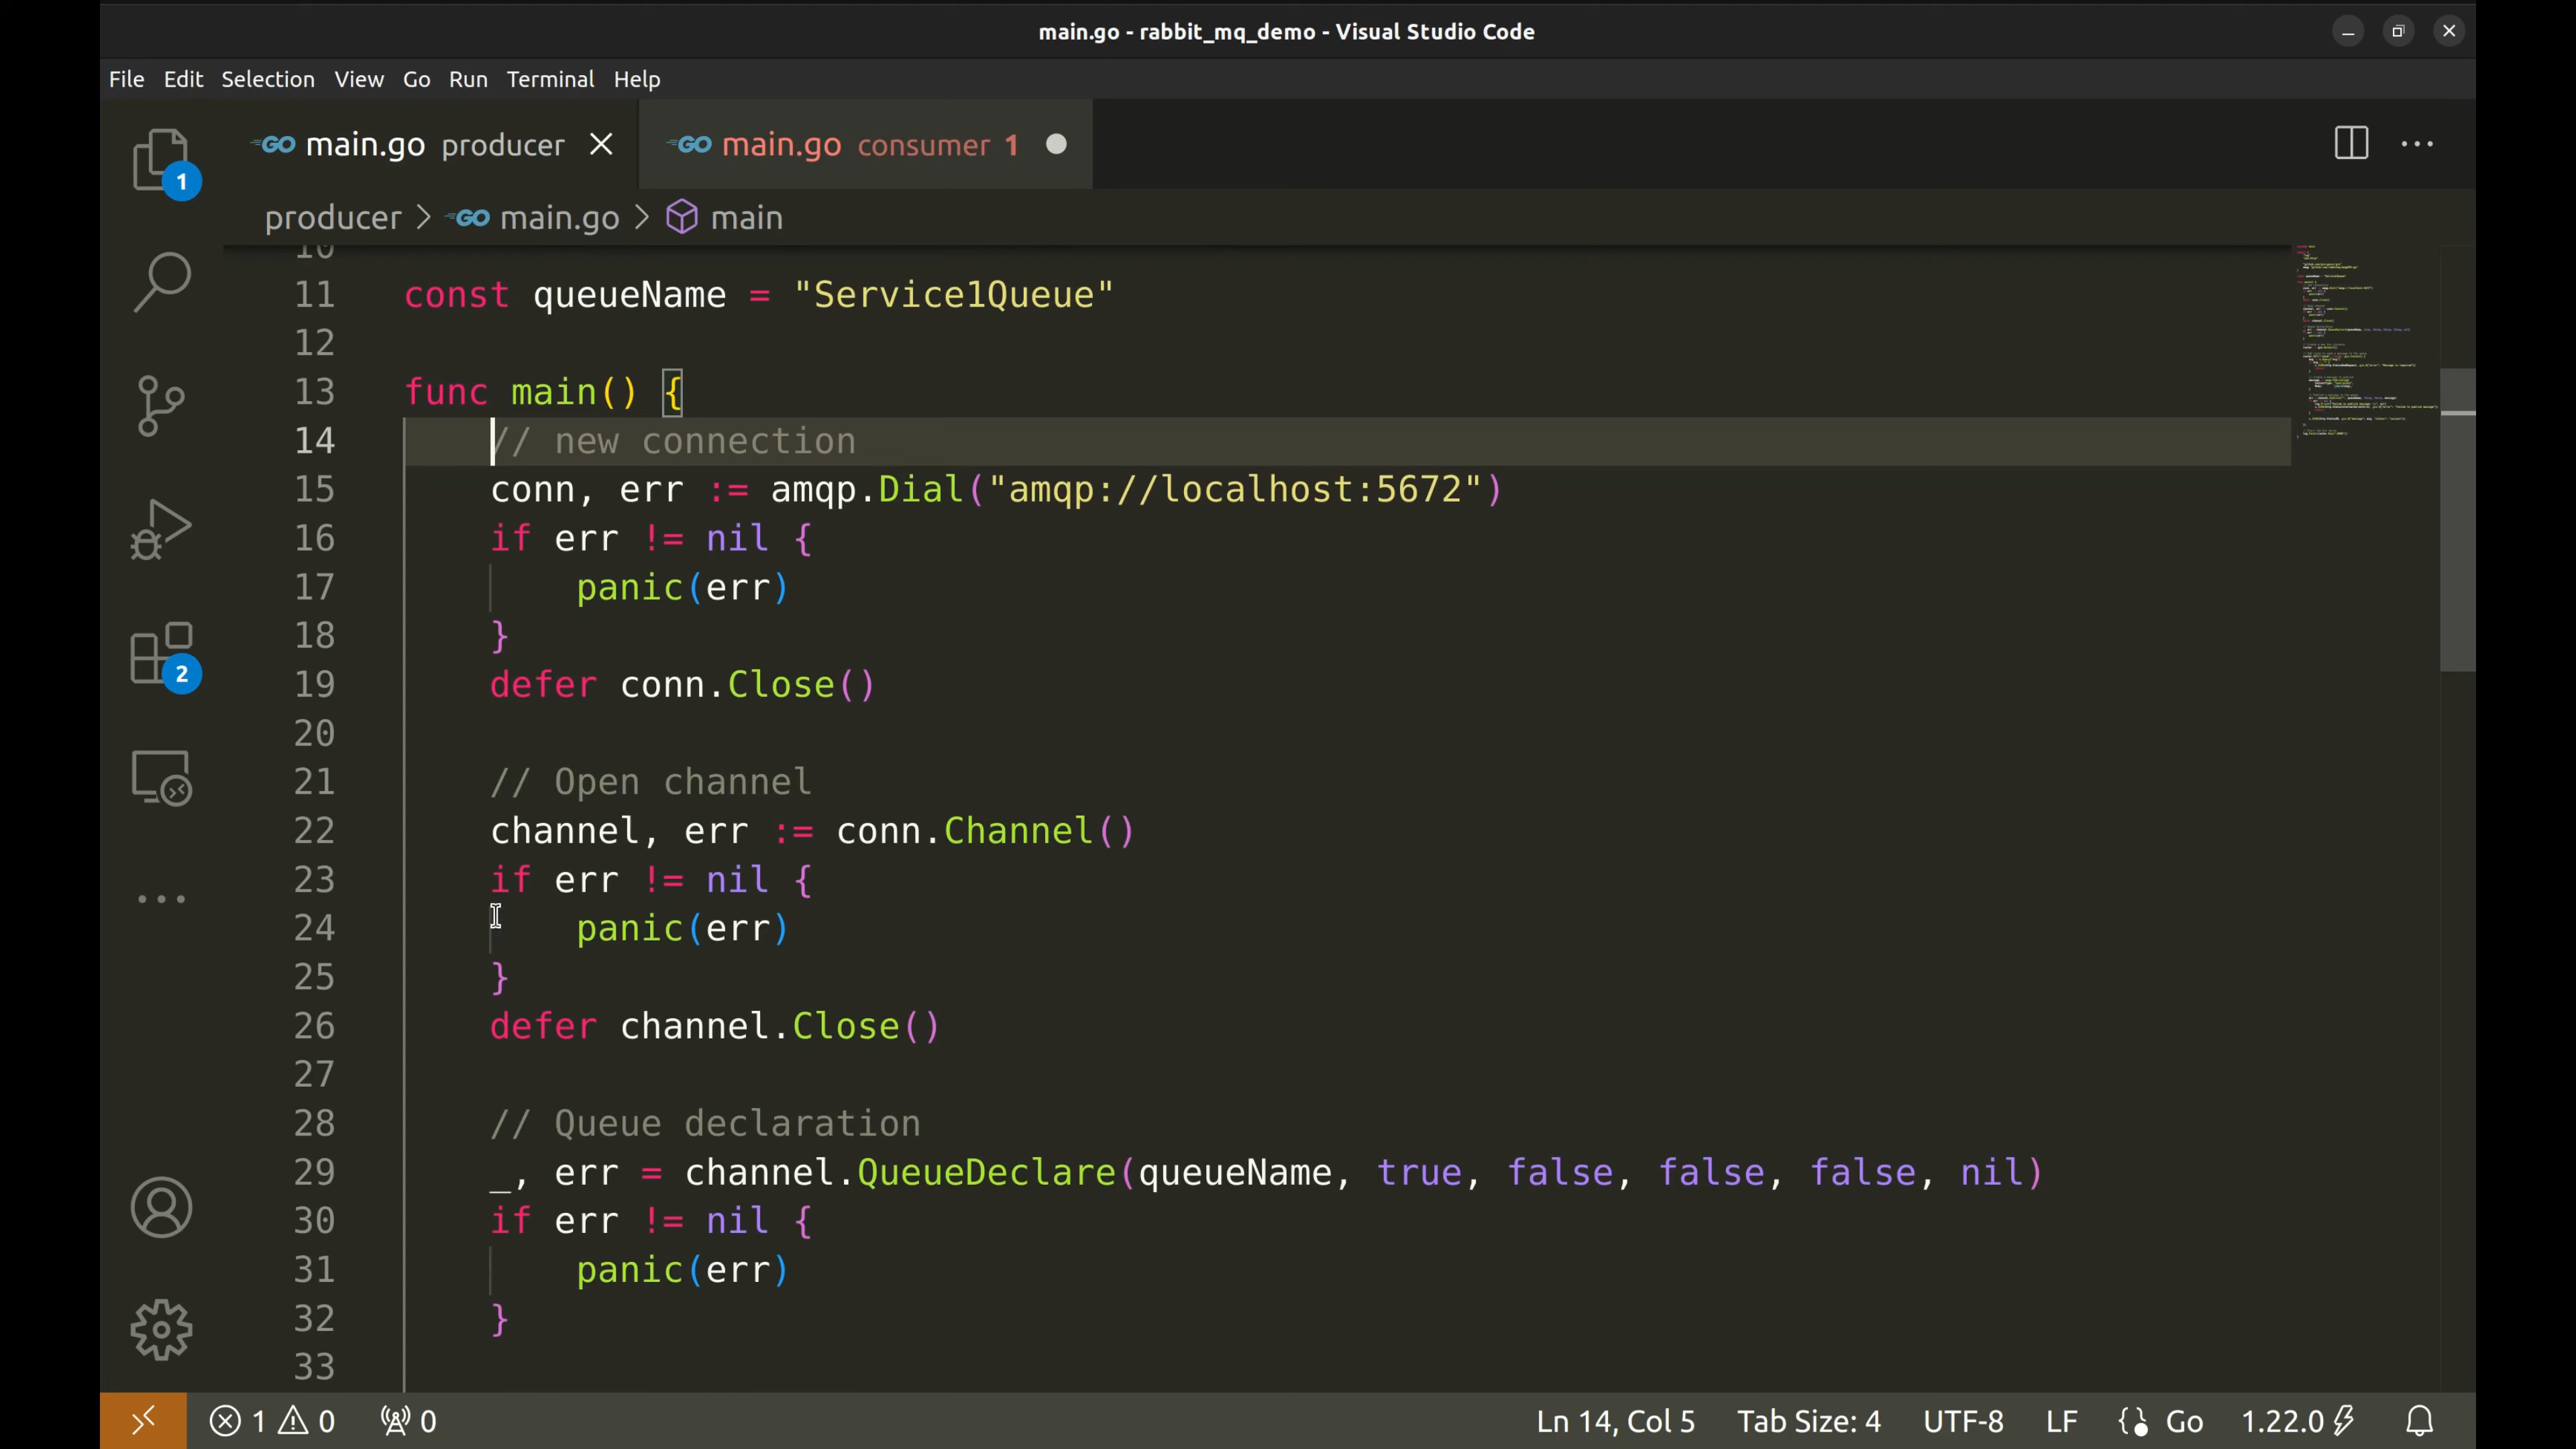 main.go - rabbit_mq_demo - Visual Studio Code
File Edit Selection View Go Run Terminal Help
GO main.go producer
GO main.go consumer 1
1
producer > GO main.go > main
10
11 const queueName = "Service1Queue"
12
13 func main() {
14 // new connection
15 conn, err := amqp.Dial("amqp://localhost:5672")
16 if err != nil {
17 panic(err)
18 }
19 defer conn.Close()
20
21 // Open channel
22 channel, err := conn.Channel()
23 if err != nil {
24 panic(err)
25 }
26 defer channel.Close()
27
28 // Queue declaration
29 _, err = channel.QueueDeclare(queueName, true, false, false, false, nil)
30 if err != nil {
31 panic(err)
32 }
33
2
1 0 0 Ln 14, Col 5 Tab Size: 4 UTF-8 LF {} Go 1.22.0